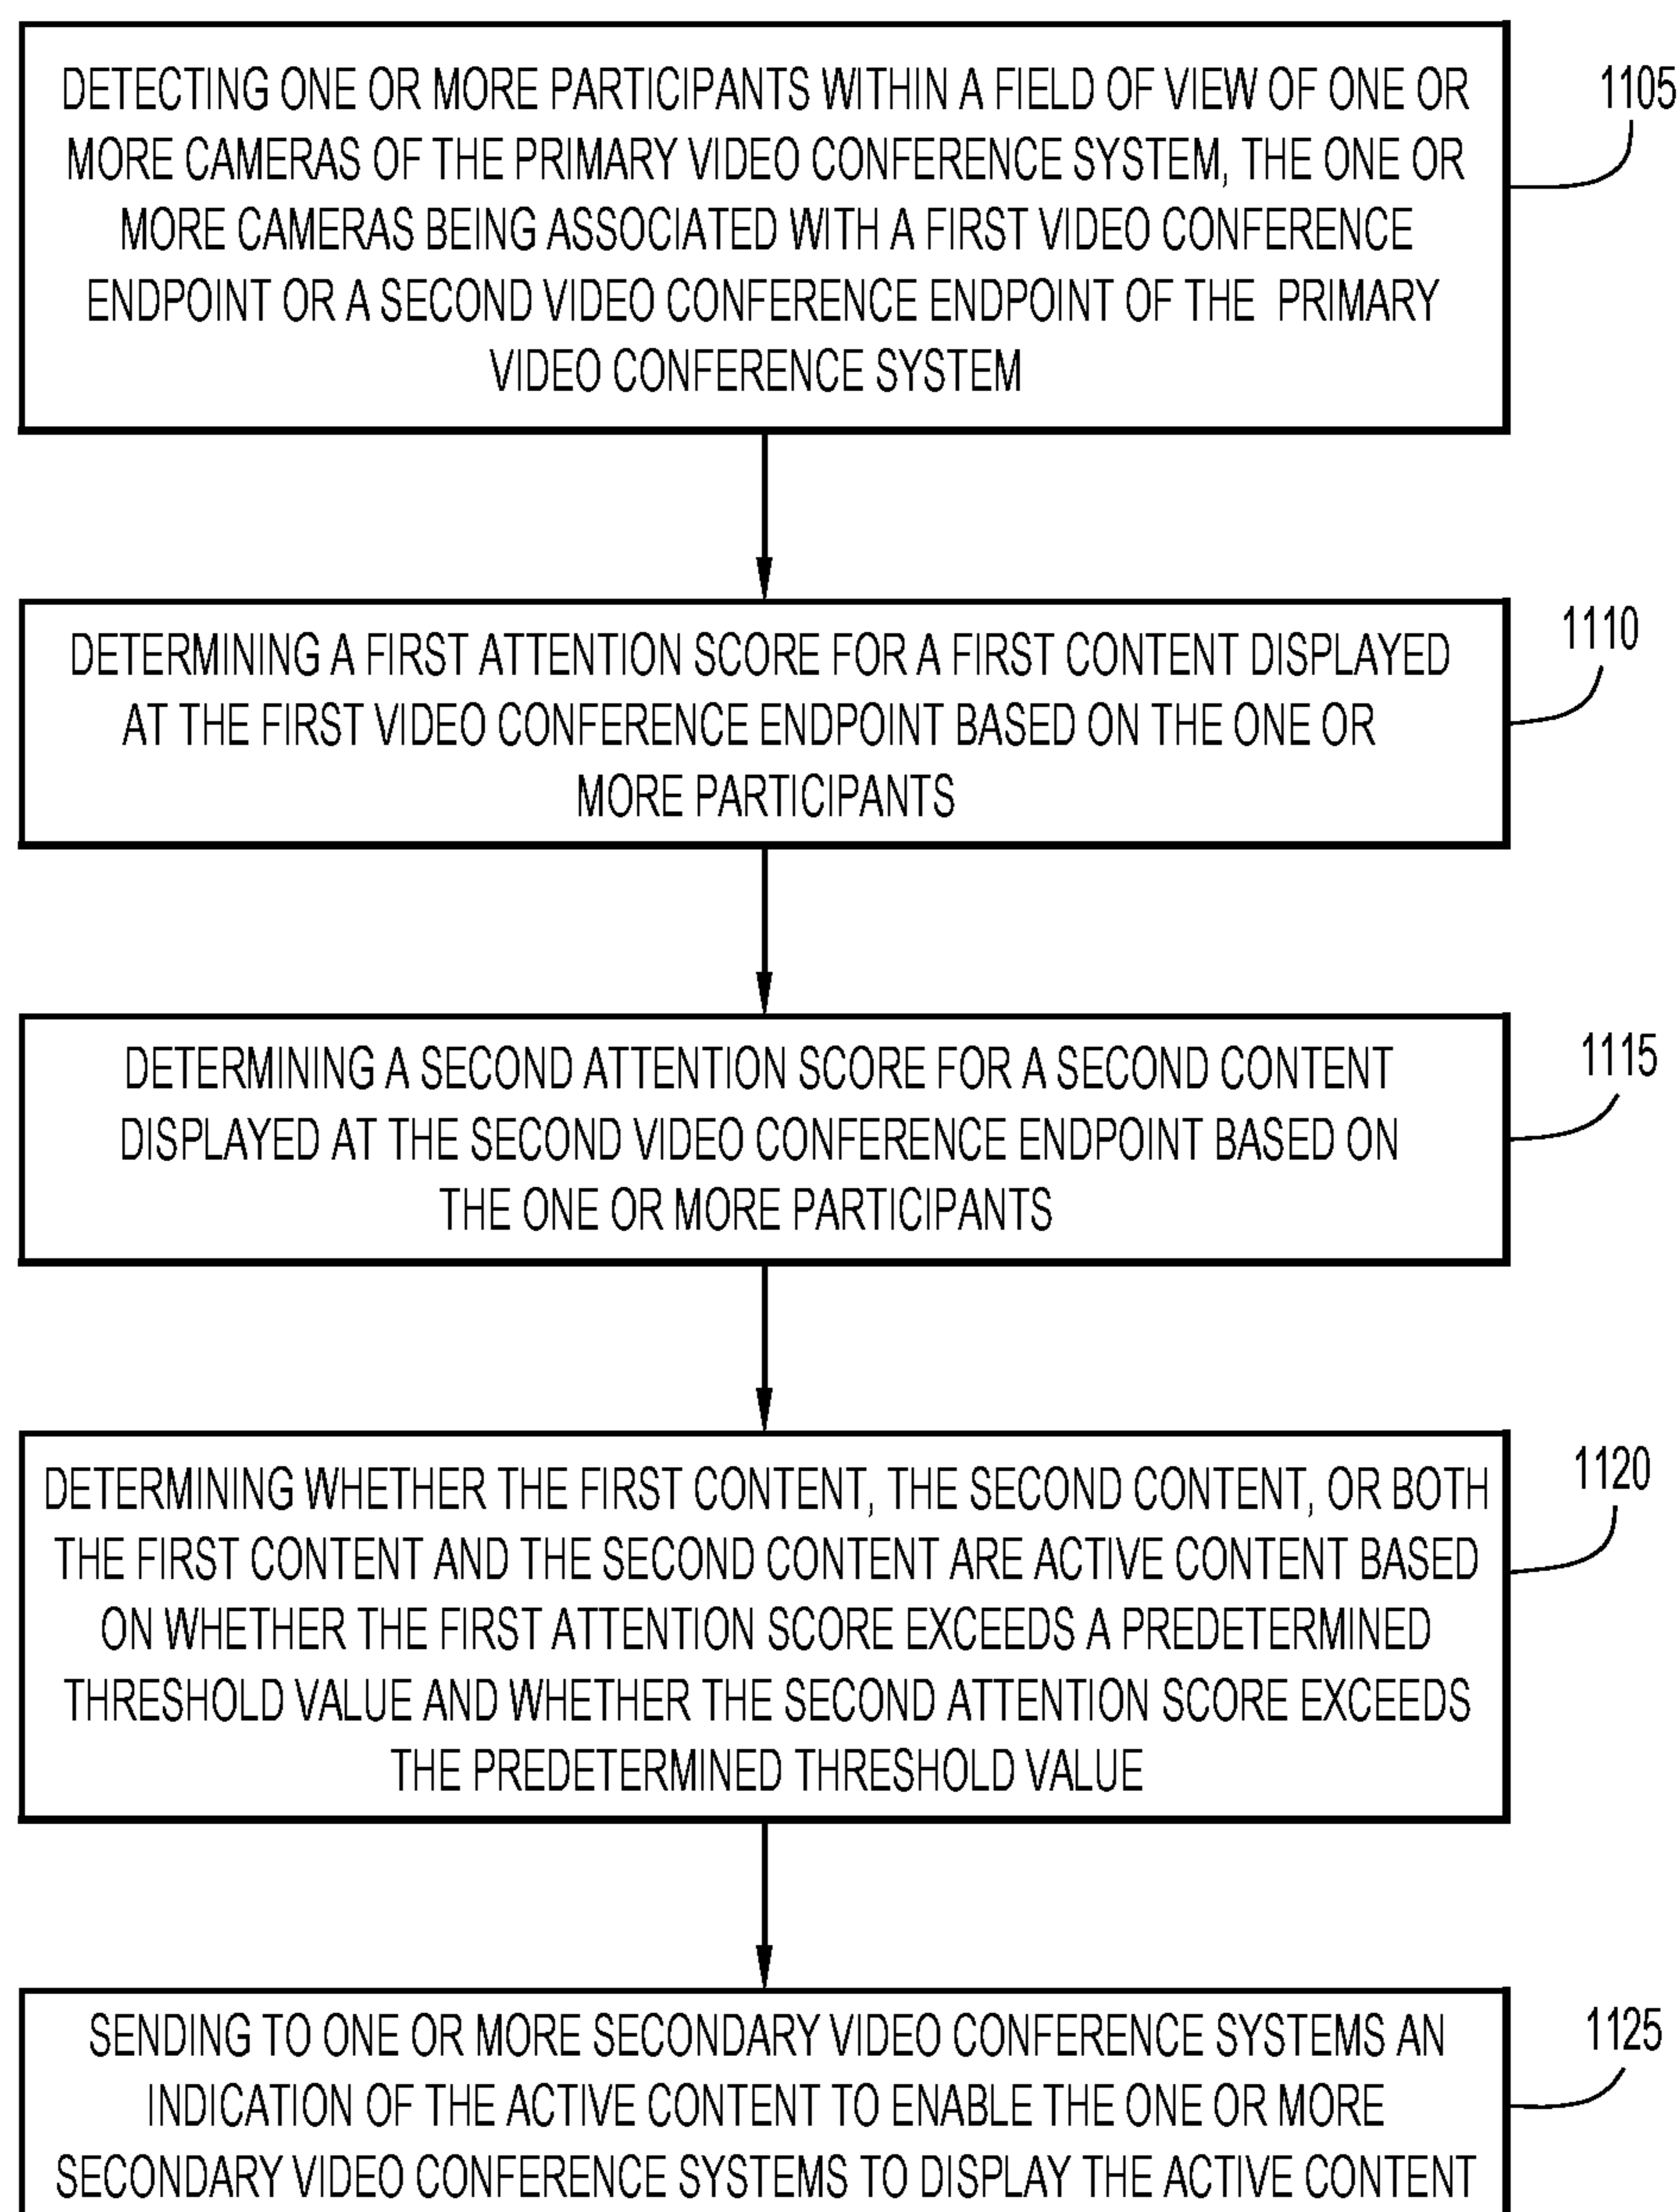 DETECTING ONE OR MORE PARTICIPANTS WITHIN A FIELD OF VIEW OF ONE OR
MORE CAMERAS OF THE PRIMARY VIDEO CONFERENCE SYSTEM, THE ONE OR
MORE CAMERAS BEING ASSOCIATED WITH A FIRST VIDEO CONFERENCE
ENDPOINT OR A SECOND VIDEO CONFERENCE ENDPOINT OF THE PRIMARY
VIDEO CONFERENCE SYSTEM
1105
DETERMINING A FIRST ATTENTION SCORE FOR A FIRST CONTENT DISPLAYED
AT THE FIRST VIDEO CONFERENCE ENDPOINT BASED ON THE ONE OR
MORE PARTICIPANTS
1110
DETERMINING A SECOND ATTENTION SCORE FOR A SECOND CONTENT
DISPLAYED AT THE SECOND VIDEO CONFERENCE ENDPOINT BASED ON
THE ONE OR MORE PARTICIPANTS
1115
DETERMINING WHETHER THE FIRST CONTENT, THE SECOND CONTENT, OR BOTH
THE FIRST CONTENT AND THE SECOND CONTENT ARE ACTIVE CONTENT BASED
ON WHETHER THE FIRST ATTENTION SCORE EXCEEDS A PREDETERMINED
THRESHOLD VALUE AND WHETHER THE SECOND ATTENTION SCORE EXCEEDS
THE PREDETERMINED THRESHOLD VALUE
1120
SENDING TO ONE OR MORE SECONDARY VIDEO CONFERENCE SYSTEMS AN
INDICATION OF THE ACTIVE CONTENT TO ENABLE THE ONE OR MORE
SECONDARY VIDEO CONFERENCE SYSTEMS TO DISPLAY THE ACTIVE CONTENT
1125